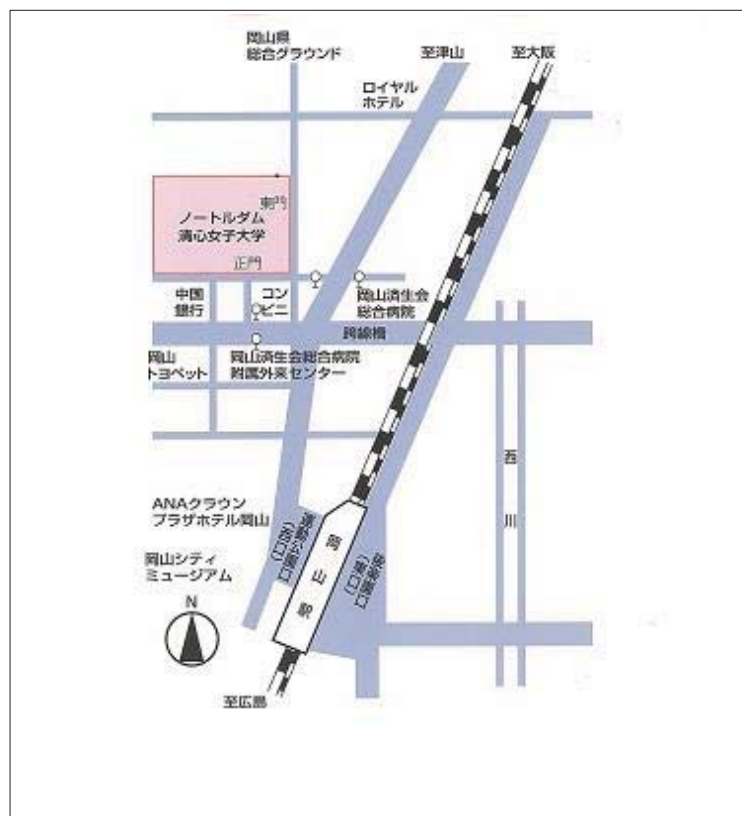 岡山県
総合グラウンド
至津山
至大阪
ロイヤル
ホテル
東門
ノートルダム
清心女子大学
正門
中国
銀行
コン
ビニ
岡山済生会
総合病院
跨線橋
岡山
トヨペット
岡山済生会総合病院
附属外来センター
西川
ANAクラウン
プラザホテル岡山
運動公園口
(西口)
岡山駅
後楽園口
(東口)
岡山シティ
ミュージアム
N
至広島